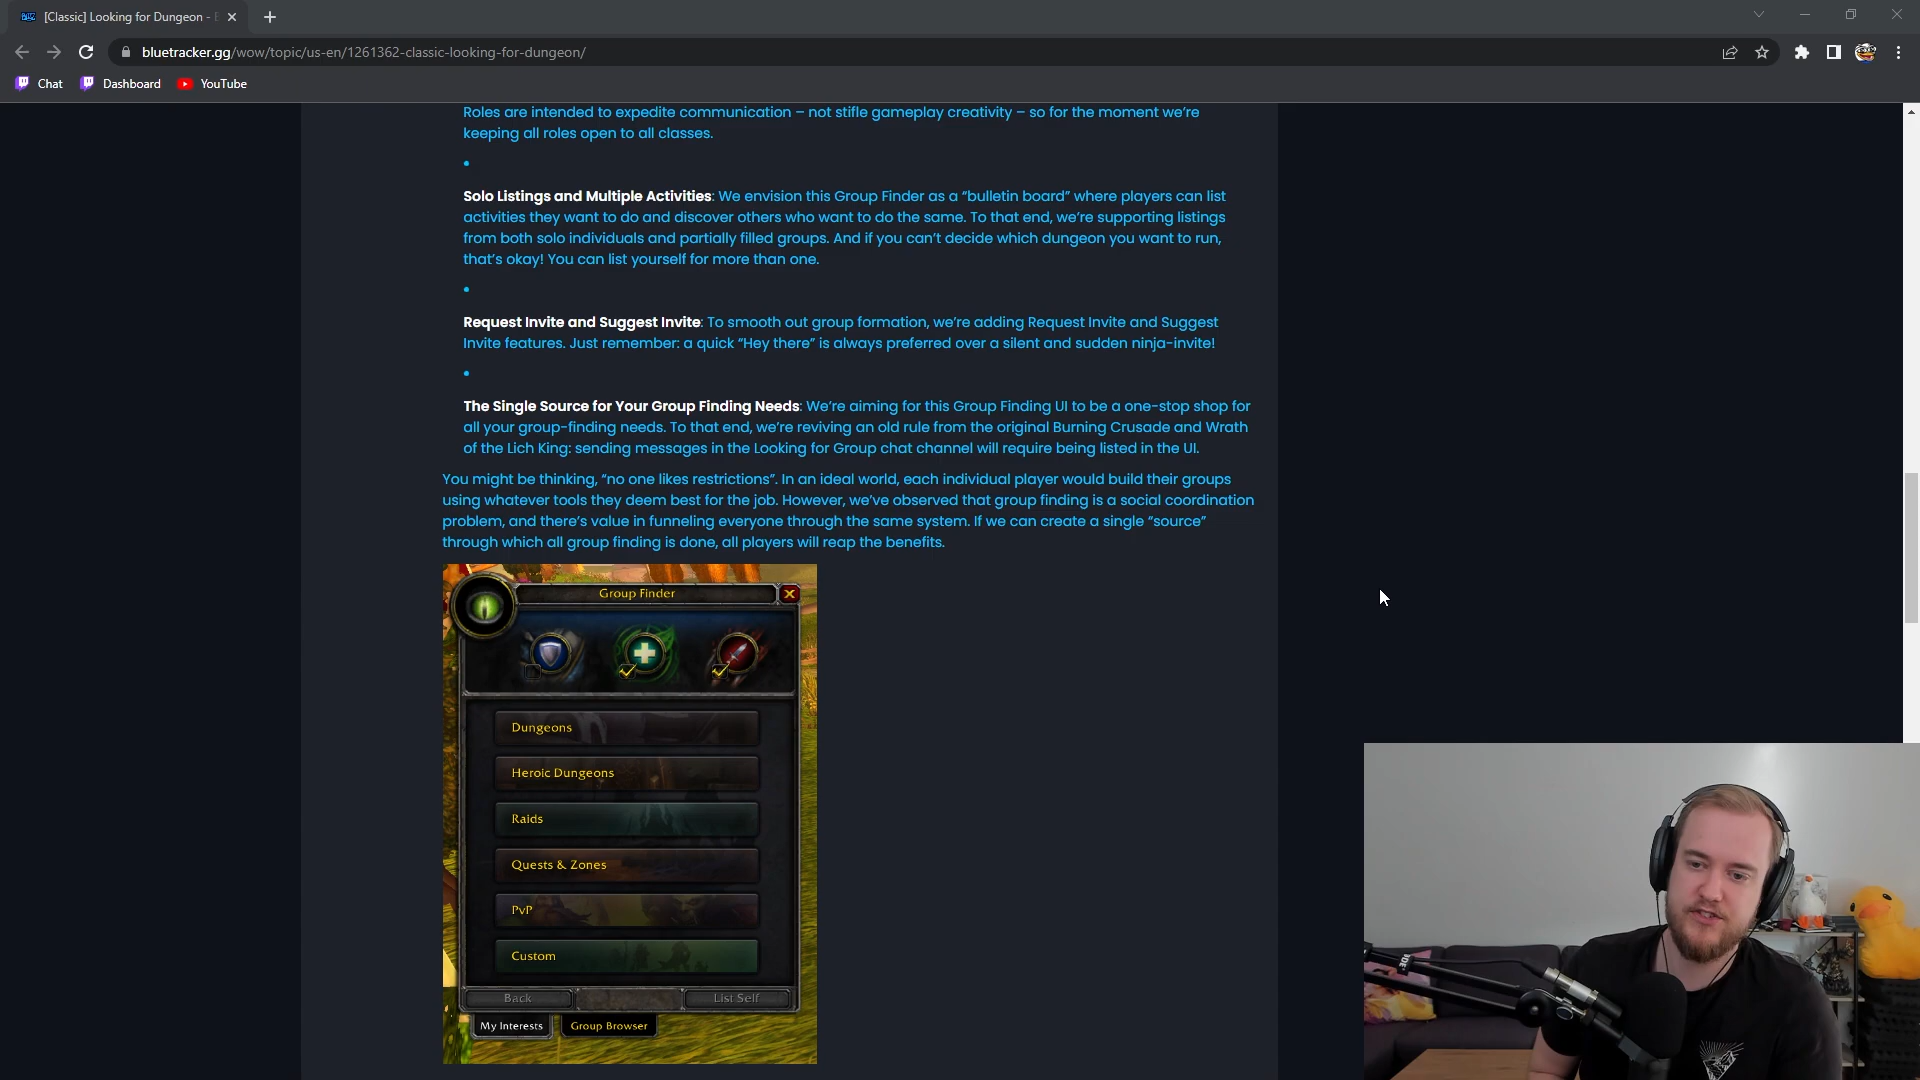 [Classic] Looking for Dungeon -
bluetracker.gg/wow/topic/us-en/1261362-classic-looking-for-dungeon/
Chat Dashboard YouTube
Roles are intended to expedite communication – not stifle gameplay creativity – so for the moment we’re
keeping all roles open to all classes.
Solo Listings and Multiple Activities: We envision this Group Finder as a “bulletin board” where players can list
activities they want to do and discover others who want to do the same. To that end, we’re supporting listings
from both solo individuals and partially filled groups. And if you can’t decide which dungeon you want to run,
that’s okay! You can list yourself for more than one.
Request Invite and Suggest Invite: To smooth out group formation, we’re adding Request Invite and Suggest
Invite features. Just remember: a quick “Hey there” is always preferred over a silent and sudden ninja-invite!
The Single Source for Your Group Finding Needs: We’re aiming for this Group Finding UI to be a one-stop shop for
all your group-finding needs. To that end, we’re reviving an old rule from the original Burning Crusade and Wrath
of the Lich King: sending messages in the Looking for Group chat channel will require being listed in the UI.
You might be thinking, “no one likes restrictions”. In an ideal world, each individual player would build their groups
using whatever tools they deem best for the job. However, we’ve observed that group finding is a social coordination
problem, and there’s value in funneling everyone through the same system. If we can create a single “source”
through which all group finding is done, all players will reap the benefits.
Group Finder
Dungeons
Heroic Dungeons
Raids
Quests & Zones
PvP
Custom
Back List Self
My Interests Group Browser